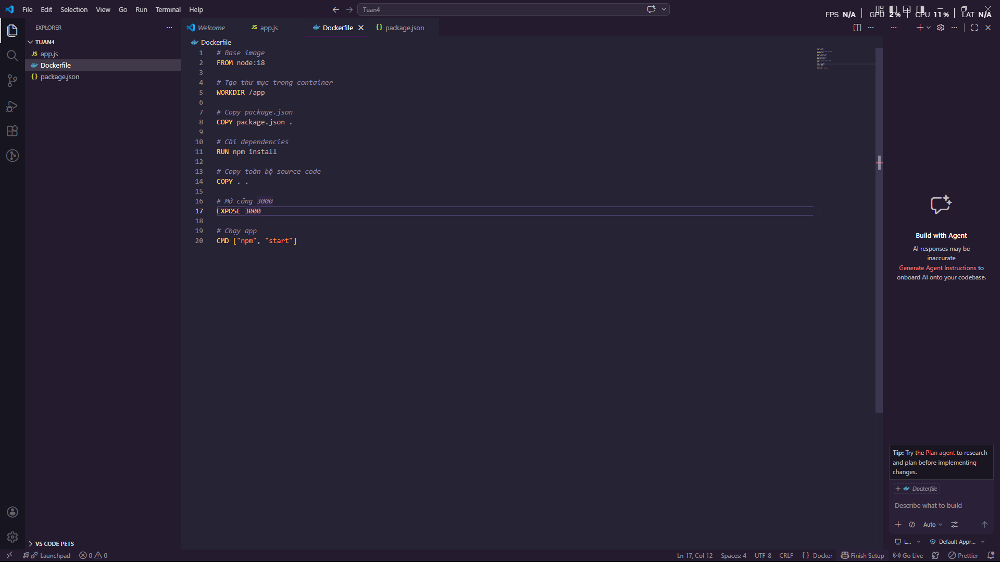 File Edit Selection View Go Run Terminal Help
Tuan4
FPS N/A GPU 2% CPU 11% LAT N/A
EXPLORER
TUAN4
JS app.js
Dockerfile
{} package.json
VS CODE PETS
Welcome
JS app.js
Dockerfile
{} package.json
Dockerfile
1 # Base image
2 FROM node:18
3
4 # Tạo thư mục trong container
5 WORKDIR /app
6
7 # Copy package.json
8 COPY package.json .
9
10 # Cài dependencies
11 RUN npm install
12
13 # Copy toàn bộ source code
14 COPY . .
15
16 # Mở cổng 3000
17 EXPOSE 3000
18
19 # Chạy app
20 CMD ["npm", "start"]
Build with Agent
AI responses may be
inaccurate
Generate Agent Instructions to
onboard AI onto your codebase.
Tip: Try the Plan agent to research
and plan before implementing
changes.
Dockerfile
Describe what to build
Auto
L... Default Appr...
Launchpad 0 0
Ln 17, Col 12 Spaces: 4 UTF-8 CRLF {} Docker Finish Setup Go Live Prettier